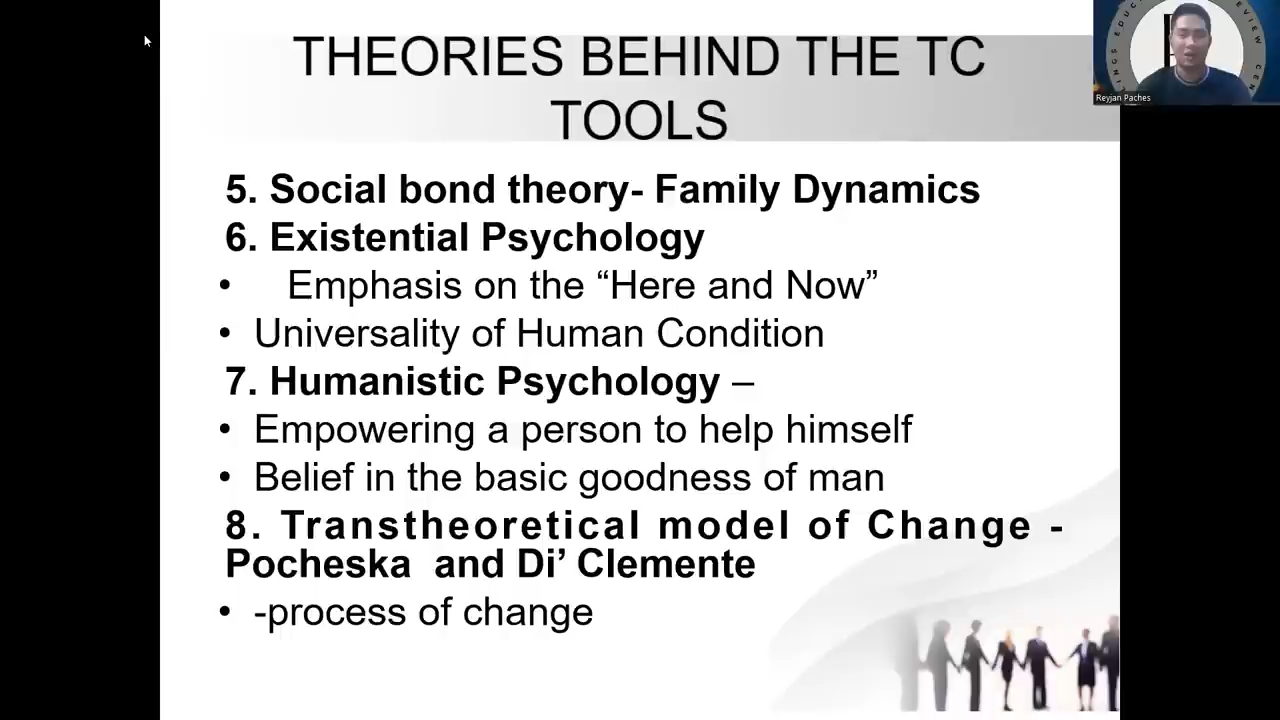 THEORIES BEHIND THE TC
TOOLS
5. Social bond theory- Family Dynamics
6. Existential Psychology
• Emphasis on the “Here and Now”
• Universality of Human Condition
7. Humanistic Psychology –
• Empowering a person to help himself
• Belief in the basic goodness of man
8. Transtheoretical model of Change -
Pocheska and Di’ Clemente
• -process of change
Reyjan Paches